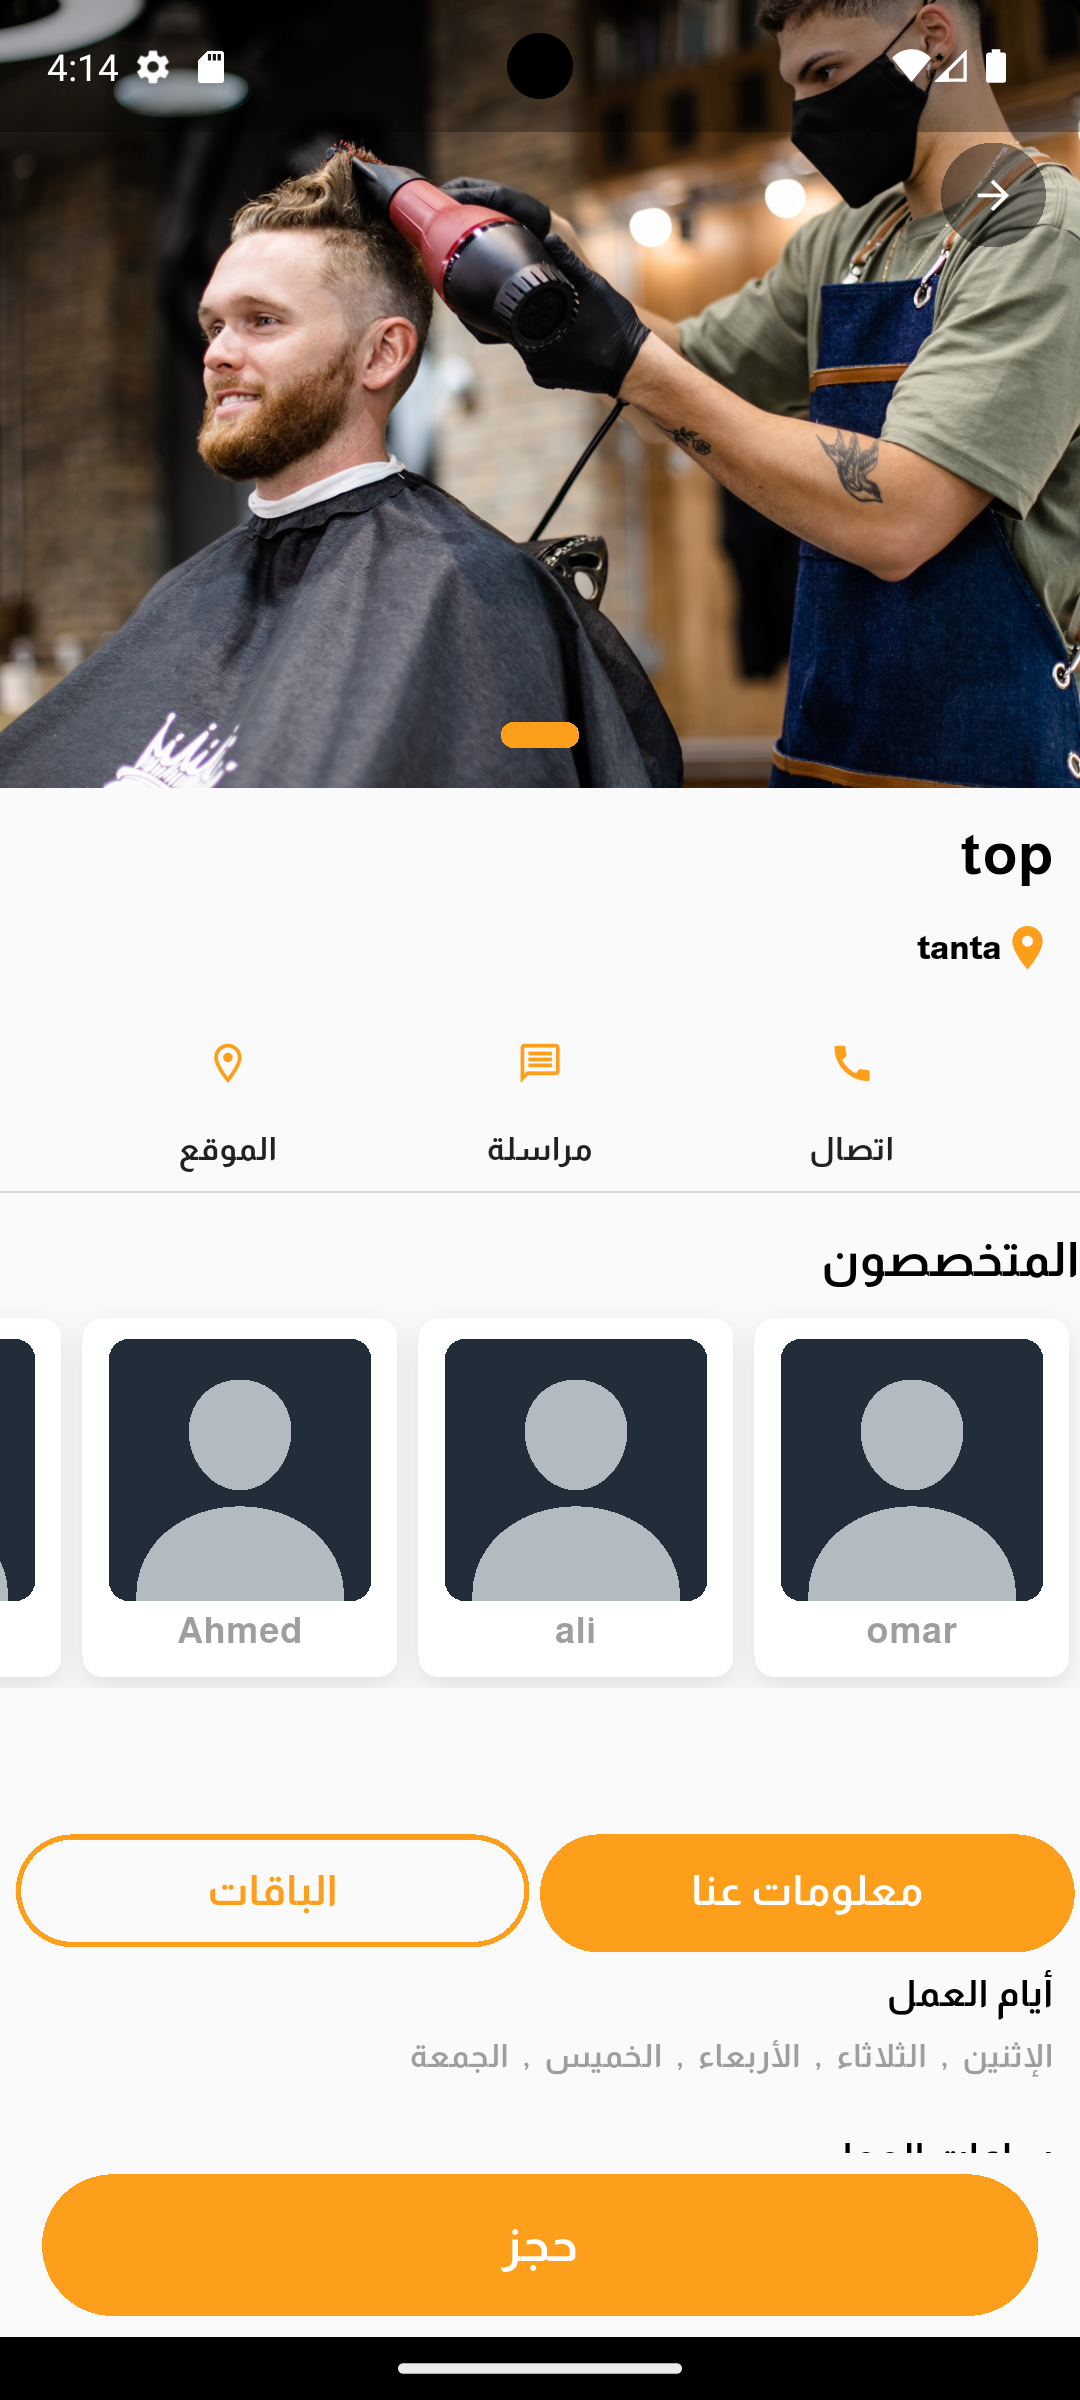 4:14
top
tanta
اتصال مراسلة الموقع
المتخصصون
omar ali Ahmed
معلومات عنا الباقات
أيام العمل
الإثنين , الثلاثاء , الأربعاء , الخميس , الجمعة
حجز